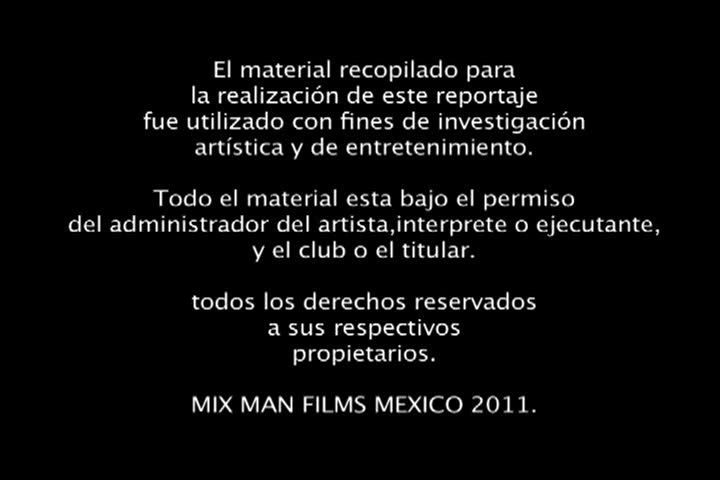 El material recopilado para
la realización de este reportaje
fue utilizado con fines de investigación
artística y de entretenimiento.
Todo el material esta bajo el permiso
del administrador del artista,interprete o ejecutante,
y el club o el titular.
todos los derechos reservados
a sus respectivos
propietarios.
MIX MAN FILMS MEXICO 2011.